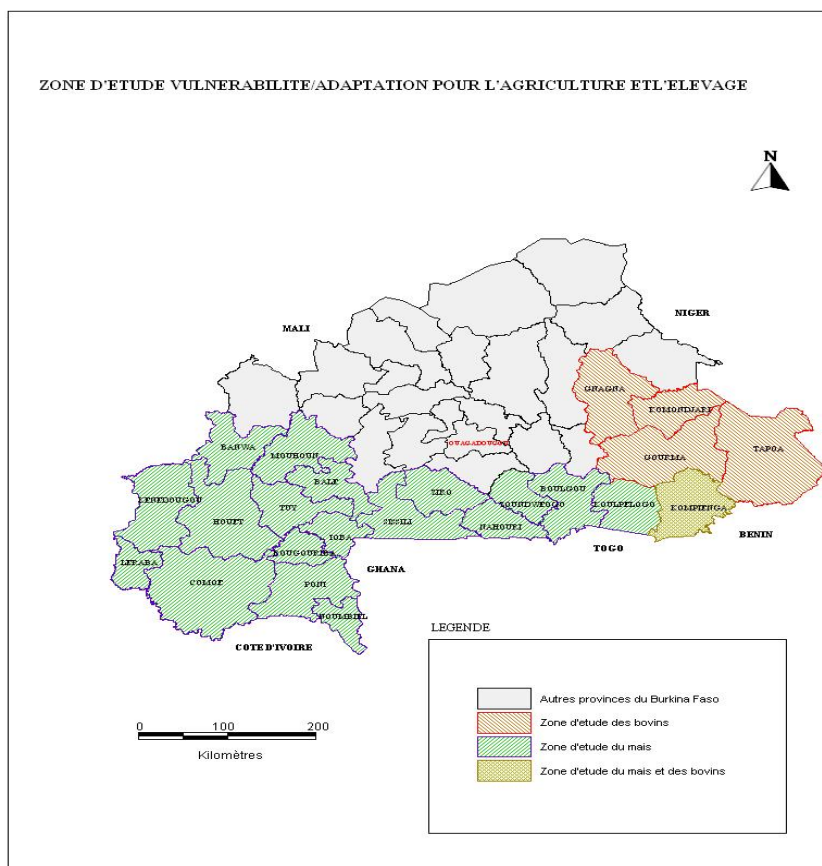 ZONE D'ETUDE VULNERABILITE/ADAPTATION POUR L'AGRICULTURE ETL'ELEVAGE
N
NIGER
MALI
GNAGNA
KOMONDJARI
OUAGADOUGOU
BANWA
GOURMA
TAPOA
MOUHOUN
BALE
ZIRO
BOULGOU
KENEDOUGOU
TUY
KOULPELOGO
KOMPIENGA
HOUET
SISSILI
NAHOURI
IOBA
BENIN
TOGO
BOUGOURIBA
LERABA
GHANA
COMOE
PONI
NOUMBIEL
COTE D'IVOIRE
LEGENDE
Autres provinces du Burkina Faso
Zone d'etude des bovins
Zone d'etude du mais
Zone d'etude du mais et des bovins
0 100 200
Kilomètres